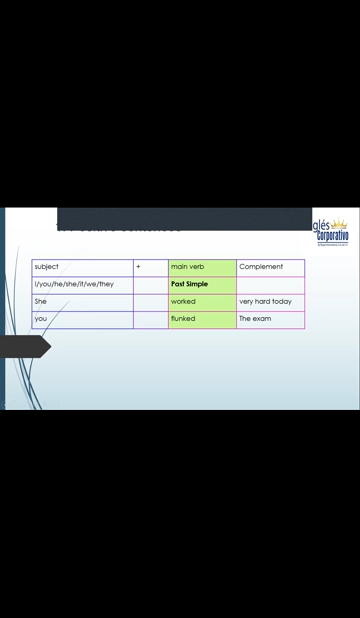 glés
Corporativo
subject + main verb Complement
I/you/he/she/it/we/they Past Simple
She worked very hard today
you flunked The exam